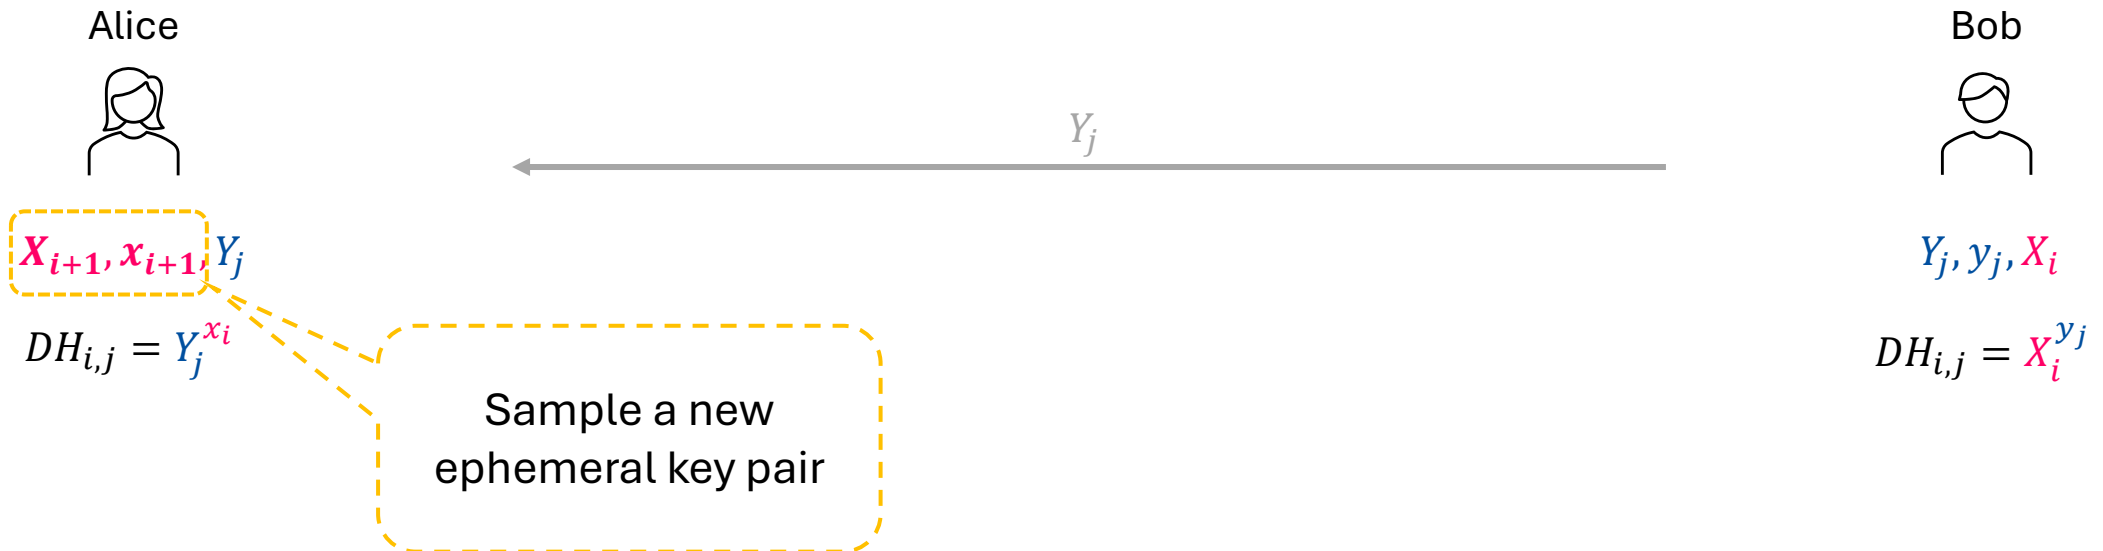 Alice
Bob
Y_j
X_{i+1}, x_{i+1}, Y_j
Y_j, y_j, X_i
DH_{i,j} = Y_j^{x_i}
DH_{i,j} = X_i^{y_j}
Sample a new
ephemeral key pair